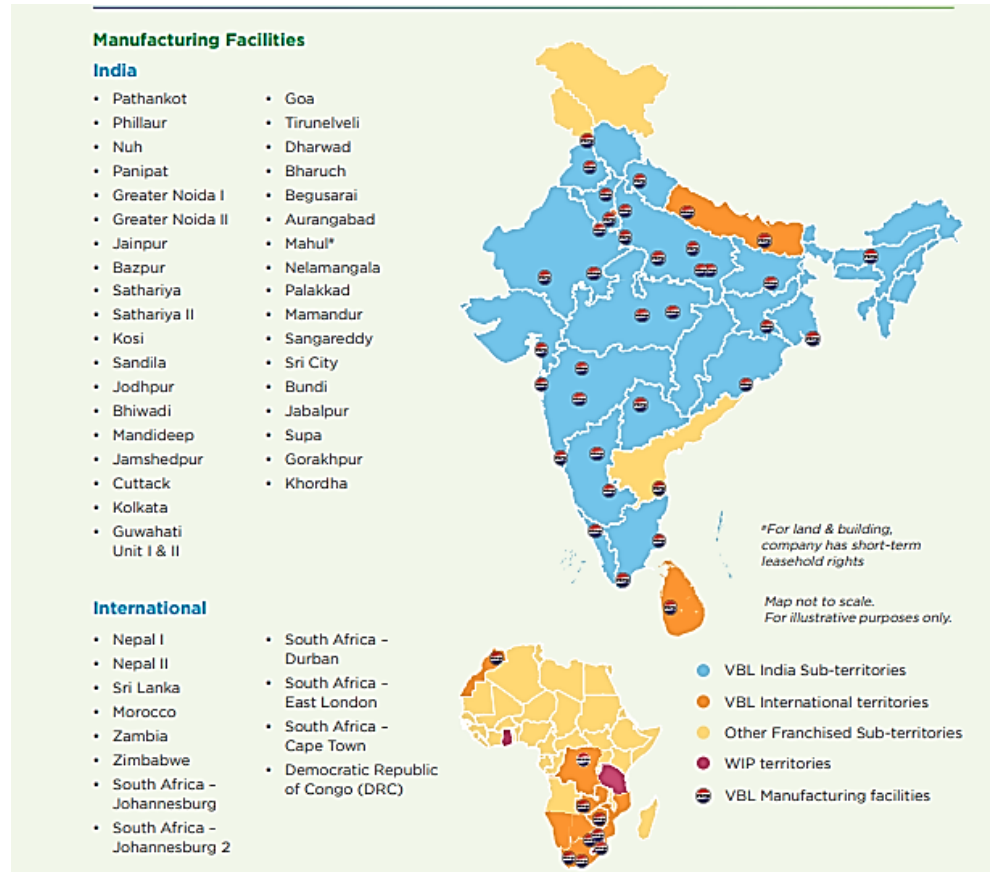 Manufacturing Facilities
India
• Pathankot
• Phillaur
• Nuh
• Panipat
• Greater Noida I
• Greater Noida II
• Jainpur
• Bazpur
• Sathariya
• Sathariya II
• Kosi
• Sandila
• Jodhpur
• Bhiwadi
• Mandideep
• Jamshedpur
• Cuttack
• Kolkata
• Guwahati
Unit I & II
• Goa
• Tirunelveli
• Dharwad
• Bharuch
• Begusarai
• Aurangabad
• Mahul*
• Nelamangala
• Palakkad
• Mamandur
• Sangareddy
• Sri City
• Bundi
• Jabalpur
• Supa
• Gorakhpur
• Khordha
*For land & building,
company has short-term
leasehold rights
Map not to scale.
For illustrative purposes only.
International
• Nepal I
• Nepal II
• Sri Lanka
• Morocco
• Zambia
• Zimbabwe
• South Africa –
Johannesburg
• South Africa –
Johannesburg 2
• South Africa –
Durban
• South Africa –
East London
• South Africa –
Cape Town
• Democratic Republic
of Congo (DRC)
VBL India Sub-territories
VBL International territories
Other Franchised Sub-territories
WIP territories
VBL Manufacturing facilities